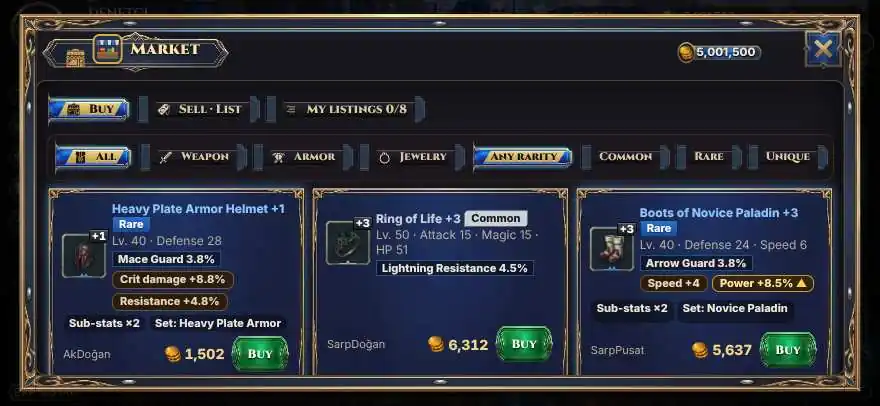 MARKET
5,001,500
BUY
SELL · LIST
MY LISTINGS 0/8
ALL
WEAPON
ARMOR
JEWELRY
ANY RARITY
COMMON
RARE
UNIQUE
+1
Heavy Plate Armor Helmet +1
Rare
Lv. 40 · Defense 28
Mace Guard 3.8%
Crit damage +8.8%
Resistance +4.8%
Sub-stats ×2
Set: Heavy Plate Armor
AkDoğan
1,502
BUY
+3
Ring of Life +3
Common
Lv. 50 · Attack 15 · Magic 15 ·
HP 51
Lightning Resistance 4.5%
SarpDoğan
6,312
BUY
+3
Boots of Novice Paladin +3
Rare
Lv. 40 · Defense 24 · Speed 6
Arrow Guard 3.8%
Speed +4
Power +8.5% ▲
Sub-stats ×2
Set: Novice Paladin
SarpPusat
5,637
BUY